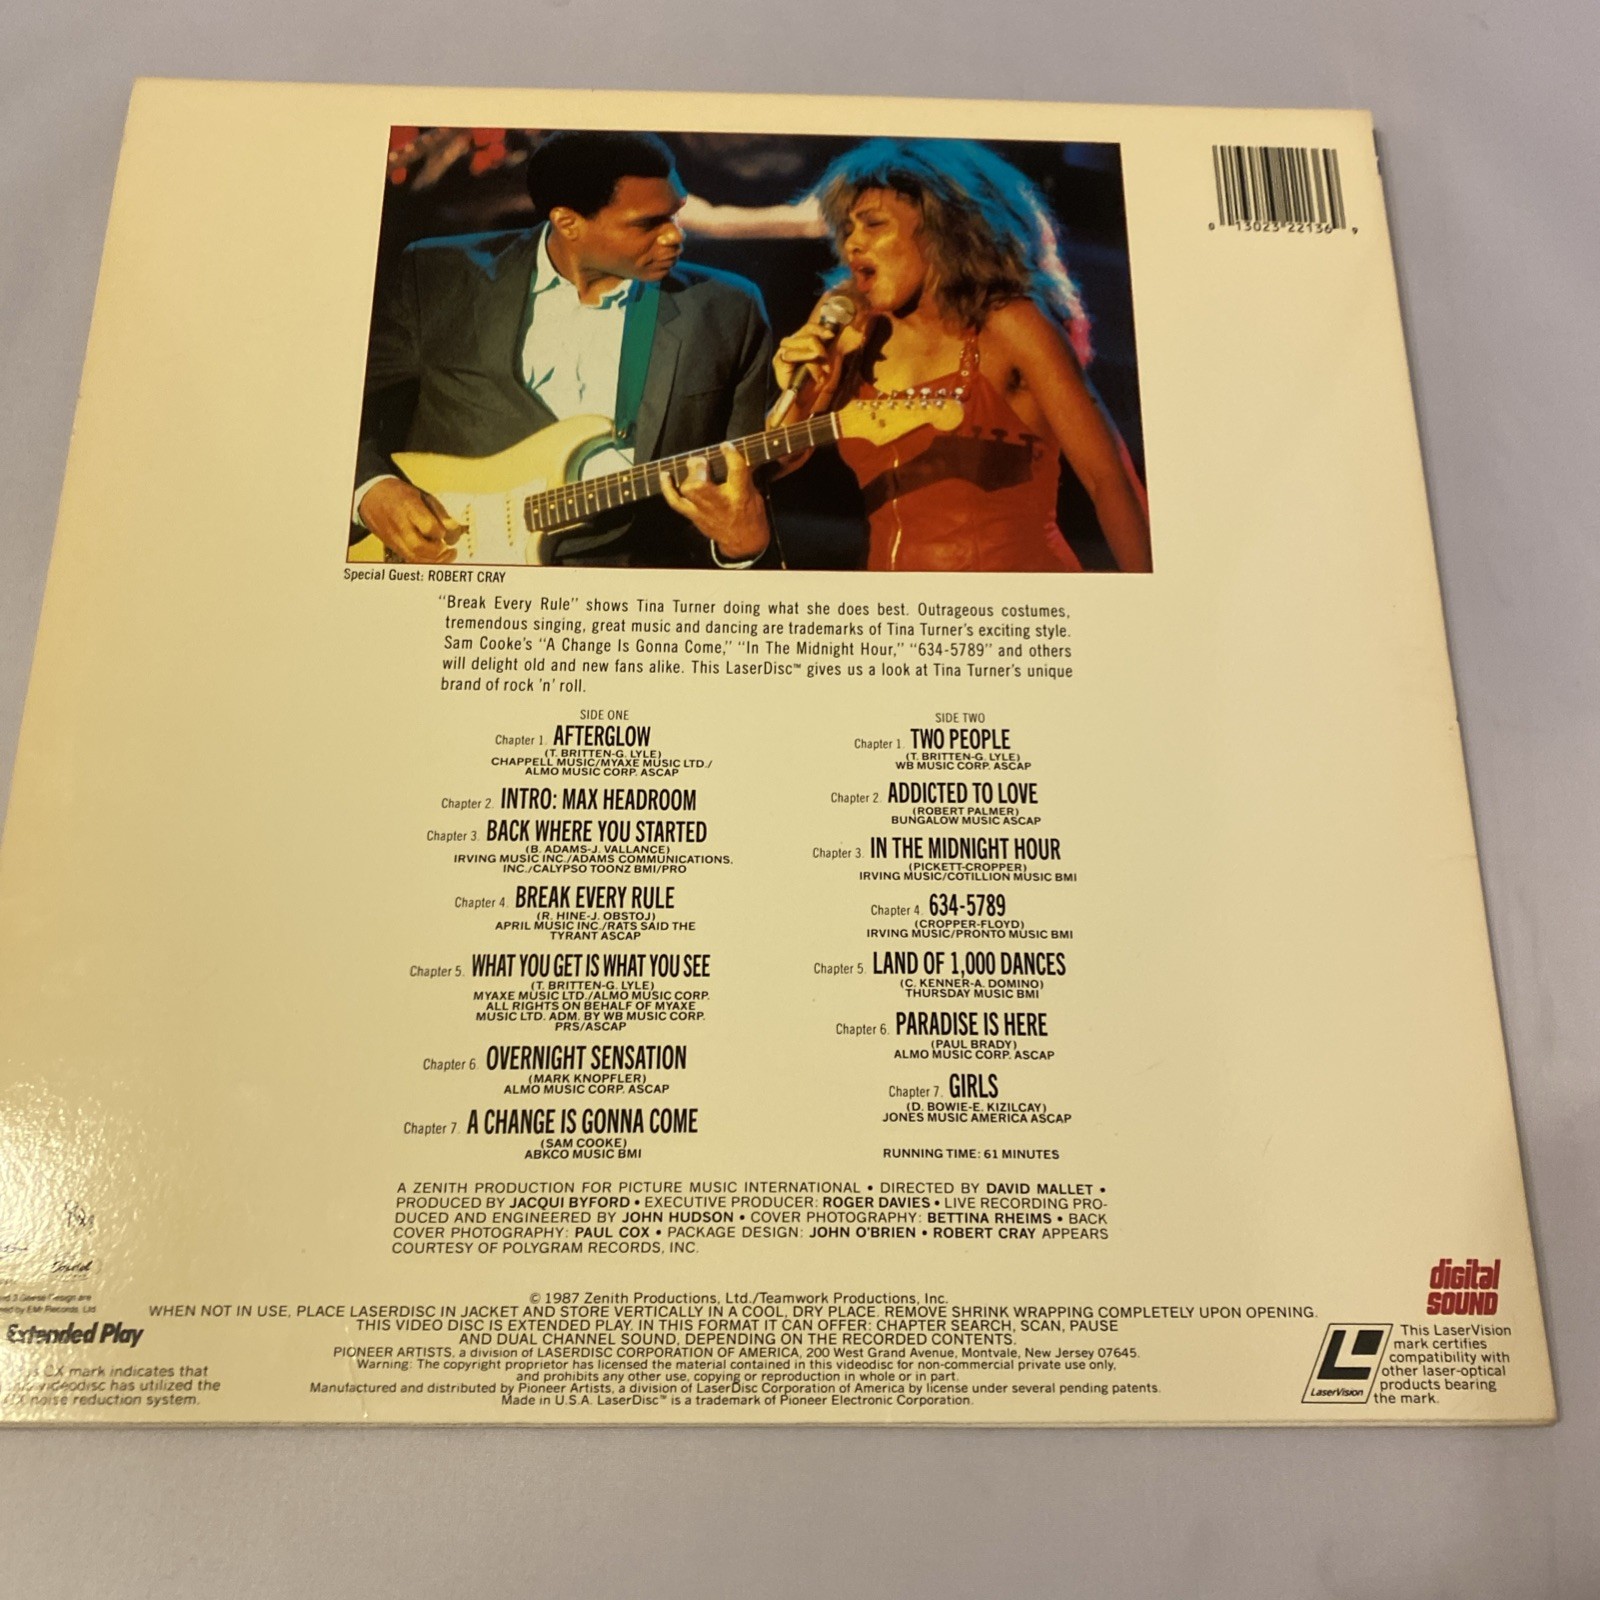 0 13023 22136 9
Special Guest: ROBERT CRAY
"Break Every Rule" shows Tina Turner doing what she does best. Outrageous costumes,
tremendous singing, great music and dancing are trademarks of Tina Turner's exciting style.
Sam Cooke's "A Change Is Gonna Come," "In The Midnight Hour," "634-5789" and others
will delight old and new fans alike. This LaserDisc™ gives us a look at Tina Turner's unique
brand of rock 'n' roll.
SIDE ONE
Chapter 1. AFTERGLOW
(T. BRITTEN-G. LYLE)
CHAPPELL MUSIC/MYAXE MUSIC LTD./
ALMO MUSIC CORP. ASCAP
Chapter 2. INTRO: MAX HEADROOM
Chapter 3. BACK WHERE YOU STARTED
(B. ADAMS-J. VALLANCE)
IRVING MUSIC INC./ADAMS COMMUNICATIONS.
INC./CALYPSO TOONZ BMI/PRO
Chapter 4. BREAK EVERY RULE
(R. HINE-J. OBSTOJ)
APRIL MUSIC INC./RATS SAID THE
TYRANT ASCAP
Chapter 5. WHAT YOU GET IS WHAT YOU SEE
(T. BRITTEN-G. LYLE)
MYAXE MUSIC LTD./ALMO MUSIC CORP.
ALL RIGHTS ON BEHALF OF MYAXE
MUSIC LTD. ADM. BY WB MUSIC CORP.
PRS/ASCAP
Chapter 6. OVERNIGHT SENSATION
(MARK KNOPFLER)
ALMO MUSIC CORP. ASCAP
Chapter 7. A CHANGE IS GONNA COME
(SAM COOKE)
ABKCO MUSIC BMI
SIDE TWO
Chapter 1. TWO PEOPLE
(T. BRITTEN-G. LYLE)
WB MUSIC CORP. ASCAP
Chapter 2. ADDICTED TO LOVE
(ROBERT PALMER)
BUNGALOW MUSIC ASCAP
Chapter 3. IN THE MIDNIGHT HOUR
(PICKETT-CROPPER)
IRVING MUSIC/COTILLION MUSIC BMI
Chapter 4. 634-5789
(CROPPER-FLOYD)
IRVING MUSIC/PRONTO MUSIC BMI
Chapter 5. LAND OF 1,000 DANCES
(C. KENNER-A. DOMINO)
THURSDAY MUSIC BMI
Chapter 6. PARADISE IS HERE
(PAUL BRADY)
ALMO MUSIC CORP. ASCAP
Chapter 7. GIRLS
(D. BOWIE-E. KIZILCAY)
JONES MUSIC AMERICA ASCAP
RUNNING TIME: 61 MINUTES
A ZENITH PRODUCTION FOR PICTURE MUSIC INTERNATIONAL • DIRECTED BY DAVID MALLET •
PRODUCED BY JACQUI BYFORD • EXECUTIVE PRODUCER: ROGER DAVIES • LIVE RECORDING PRO-
DUCED AND ENGINEERED BY JOHN HUDSON • COVER PHOTOGRAPHY: BETTINA RHEIMS • BACK
COVER PHOTOGRAPHY: PAUL COX • PACKAGE DESIGN: JOHN O'BRIEN • ROBERT CRAY APPEARS
COURTESY OF POLYGRAM RECORDS, INC.
© 1987 Zenith Productions, Ltd./Teamwork Productions, Inc.
WHEN NOT IN USE, PLACE LASERDISC IN JACKET AND STORE VERTICALLY IN A COOL, DRY PLACE. REMOVE SHRINK WRAPPING COMPLETELY UPON OPENING.
THIS VIDEO DISC IS EXTENDED PLAY. IN THIS FORMAT IT CAN OFFER: CHAPTER SEARCH, SCAN, PAUSE
AND DUAL CHANNEL SOUND, DEPENDING ON THE RECORDED CONTENTS.
PIONEER ARTISTS, a division of LASERDISC CORPORATION OF AMERICA, 200 West Grand Avenue, Montvale, New Jersey 07645.
Warning: The copyright proprietor has licensed the material contained in this videodisc for non-commercial private use only,
and prohibits any other use, copying or reproduction in whole or in part.
Manufactured and distributed by Pioneer Artists, a division of LaserDisc Corporation of America by license under several pending patents.
Made in U.S.A. LaserDisc™ is a trademark of Pioneer Electronic Corporation.
Design are
by EMI Records. Ltd
Extended Play
CX mark indicates that
videodisc has utilized the
noise reduction system.
digital
SOUND
LaserVision
This LaserVision
mark certifies
compatibility with
other laser-optical
products bearing
the mark.